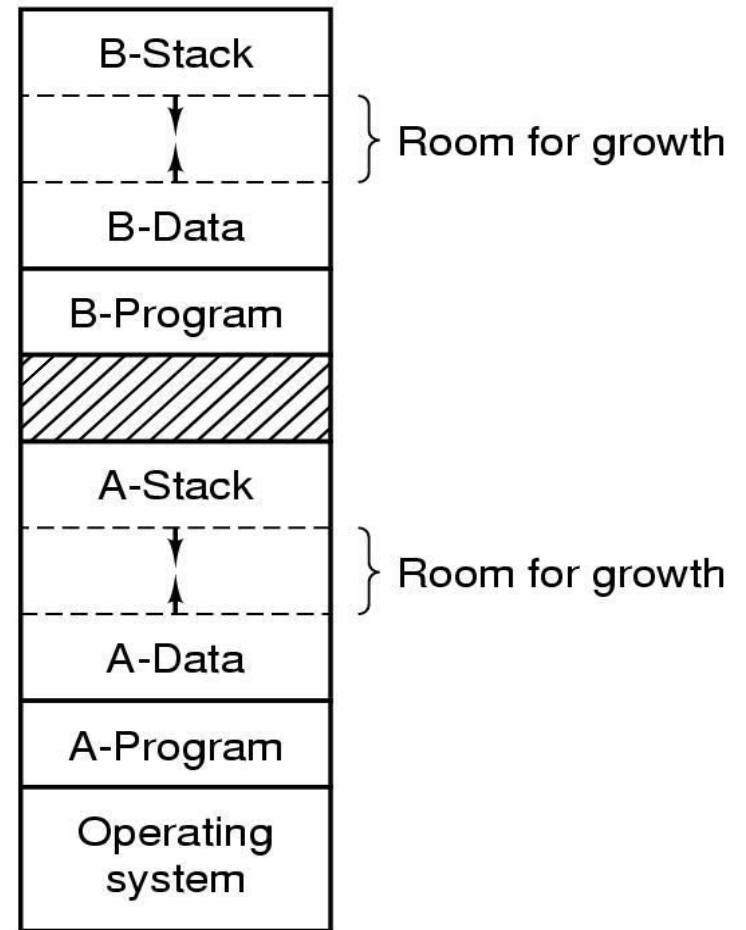 B-Stack
Room for growth
B-Data
B-Program
A-Stack
Room for growth
A-Data
A-Program
Operating
system